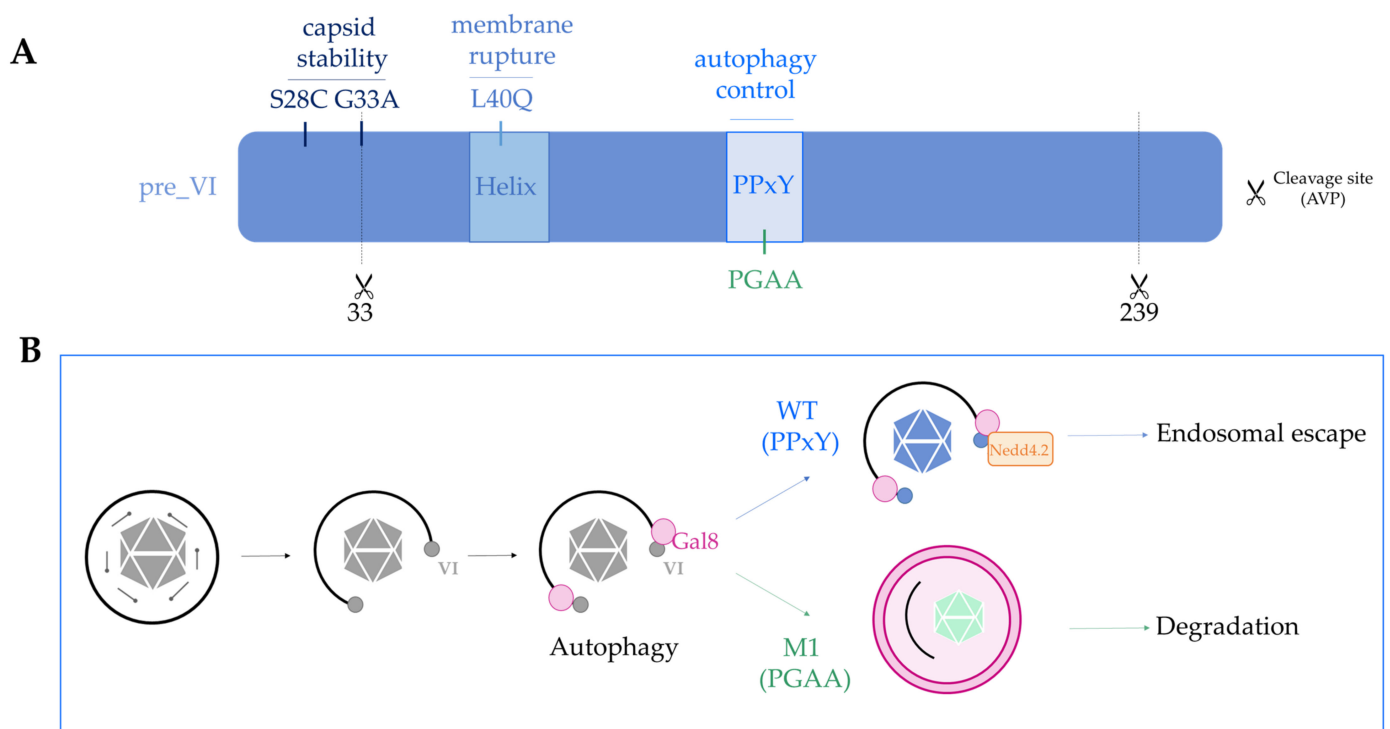 A
capsid
stability
S28C G33A
membrane
rupture
L40Q
autophagy
control
pre_VI
Helix
PPxY
Cleavage site
(AVP)
PGAA
33
239
B
WT
(PPxY)
Nedd4.2
Endosomal escape
VI
Gal8
VI
Autophagy
M1
(PGAA)
Degradation